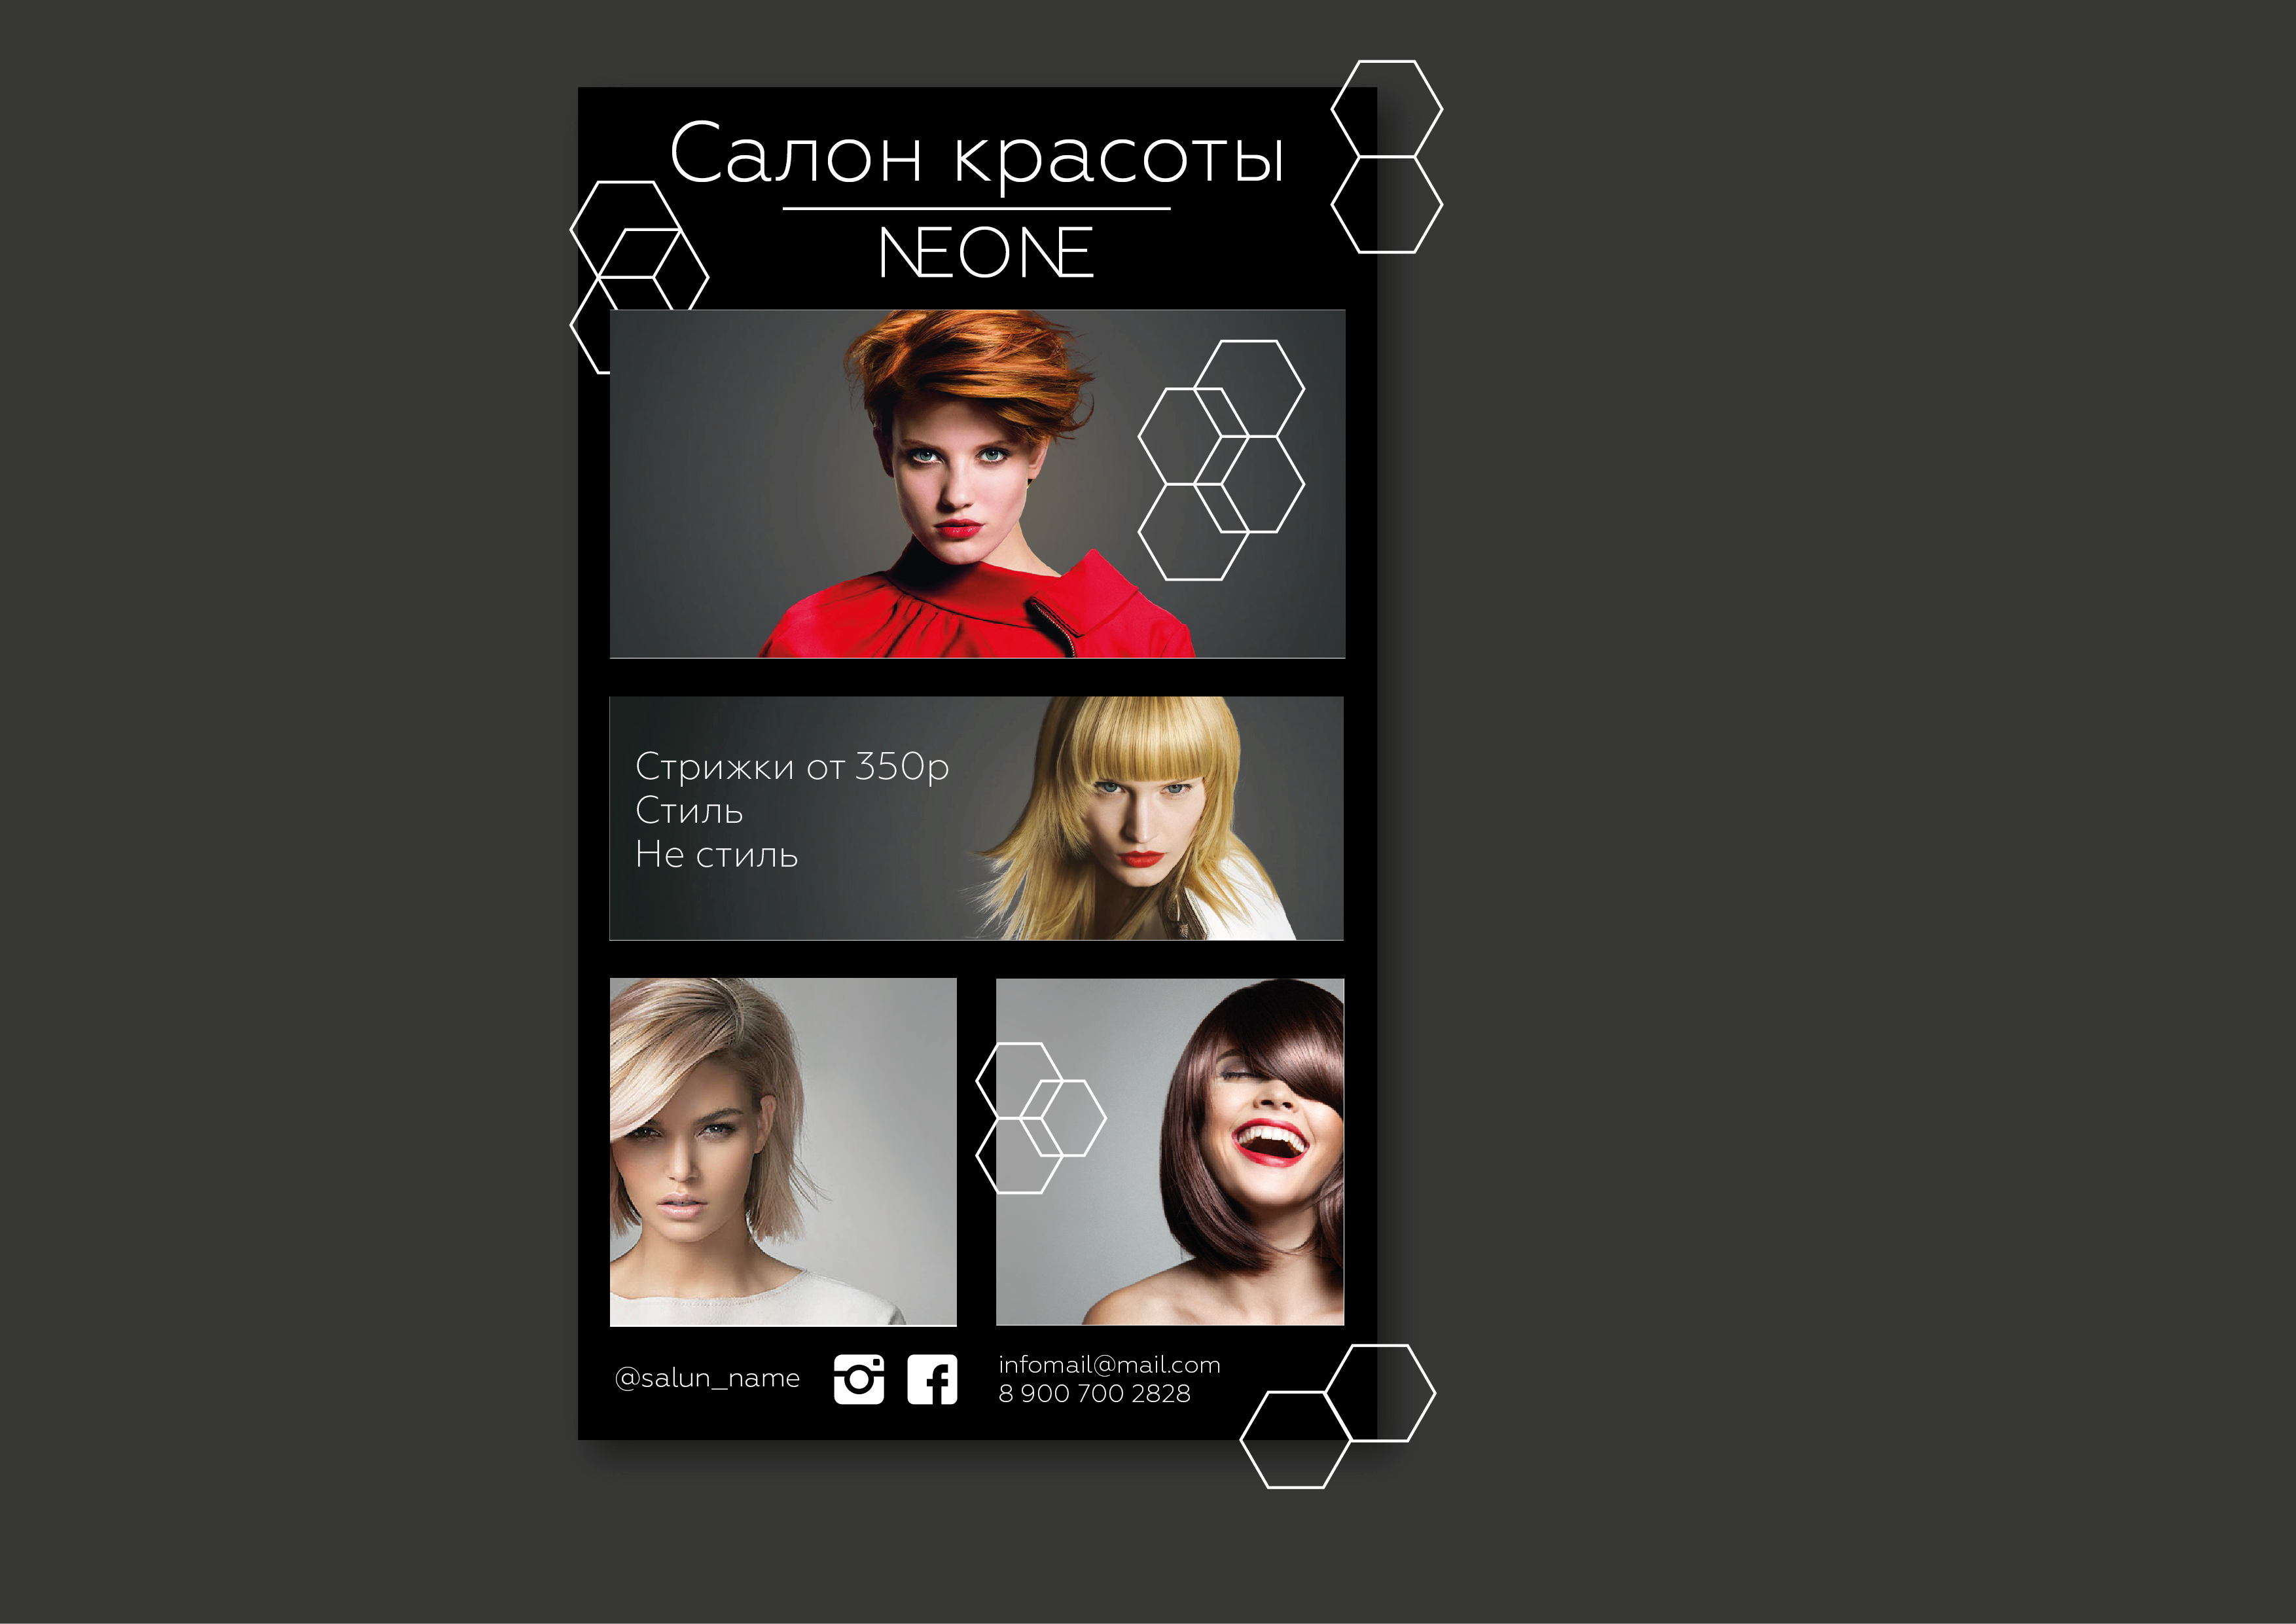 Салон красоты
NEONE
Стрижки от 350р
Стиль
Не стиль
@salun_name
infomail@mail.com
8 900 700 2828